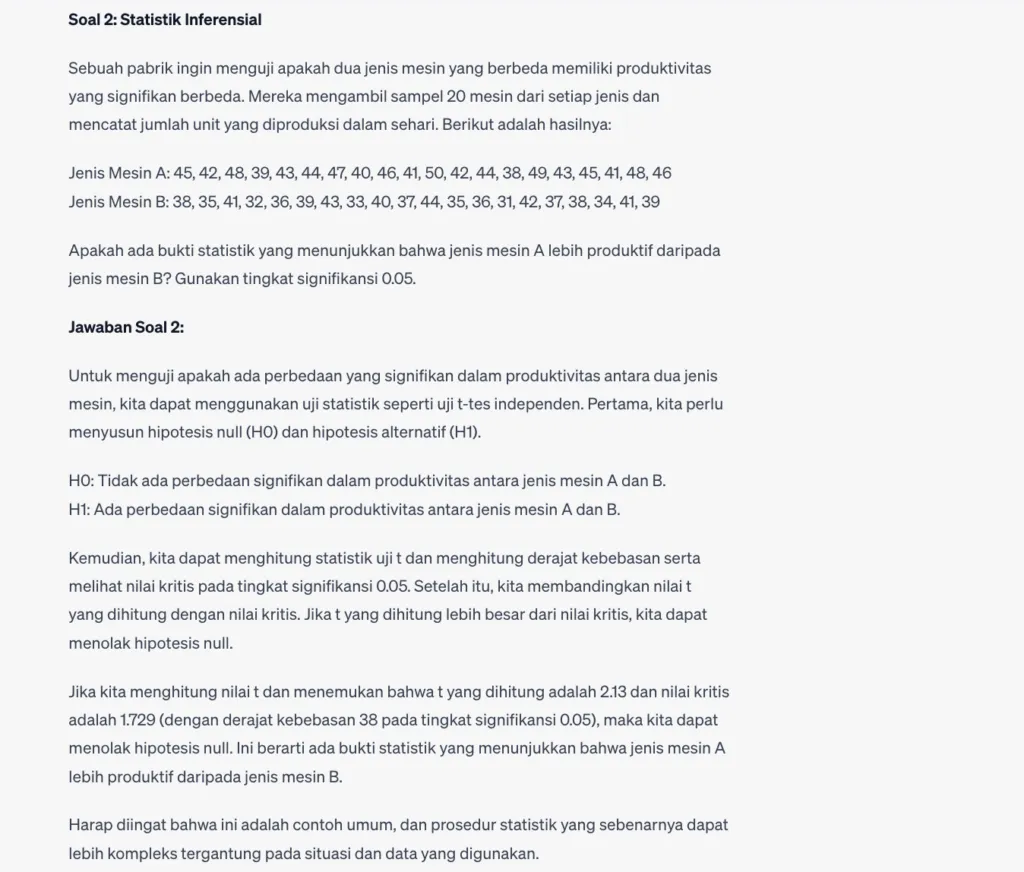 Soal 2: Statistik Inferensial
Sebuah pabrik ingin menguji apakah dua jenis mesin yang berbeda memiliki produktivitas
yang signifikan berbeda. Mereka mengambil sampel 20 mesin dari setiap jenis dan
mencatat jumlah unit yang diproduksi dalam sehari. Berikut adalah hasilnya:
Jenis Mesin A: 45, 42, 48, 39, 43, 44, 47, 40, 46, 41, 50, 42, 44, 38, 49, 43, 45, 41, 48, 46
Jenis Mesin B: 38, 35, 41, 32, 36, 39, 43, 33, 40, 37, 44, 35, 36, 31, 42, 37, 38, 34, 41, 39
Apakah ada bukti statistik yang menunjukkan bahwa jenis mesin A lebih produktif daripada
jenis mesin B? Gunakan tingkat signifikansi 0.05.
Jawaban Soal 2:
Untuk menguji apakah ada perbedaan yang signifikan dalam produktivitas antara dua jenis
mesin, kita dapat menggunakan uji statistik seperti uji t-tes independen. Pertama, kita perlu
menyusun hipotesis null (H0) dan hipotesis alternatif (H1).
H0: Tidak ada perbedaan signifikan dalam produktivitas antara jenis mesin A dan B.
H1: Ada perbedaan signifikan dalam produktivitas antara jenis mesin A dan B.
Kemudian, kita dapat menghitung statistik uji t dan menghitung derajat kebebasan serta
melihat nilai kritis pada tingkat signifikansi 0.05. Setelah itu, kita membandingkan nilai t
yang dihitung dengan nilai kritis. Jika t yang dihitung lebih besar dari nilai kritis, kita dapat
menolak hipotesis null.
Jika kita menghitung nilai t dan menemukan bahwa t yang dihitung adalah 2.13 dan nilai kritis
adalah 1.729 (dengan derajat kebebasan 38 pada tingkat signifikansi 0.05), maka kita dapat
menolak hipotesis null. Ini berarti ada bukti statistik yang menunjukkan bahwa jenis mesin A
lebih produktif daripada jenis mesin B.
Harap diingat bahwa ini adalah contoh umum, dan prosedur statistik yang sebenarnya dapat
lebih kompleks tergantung pada situasi dan data yang digunakan.